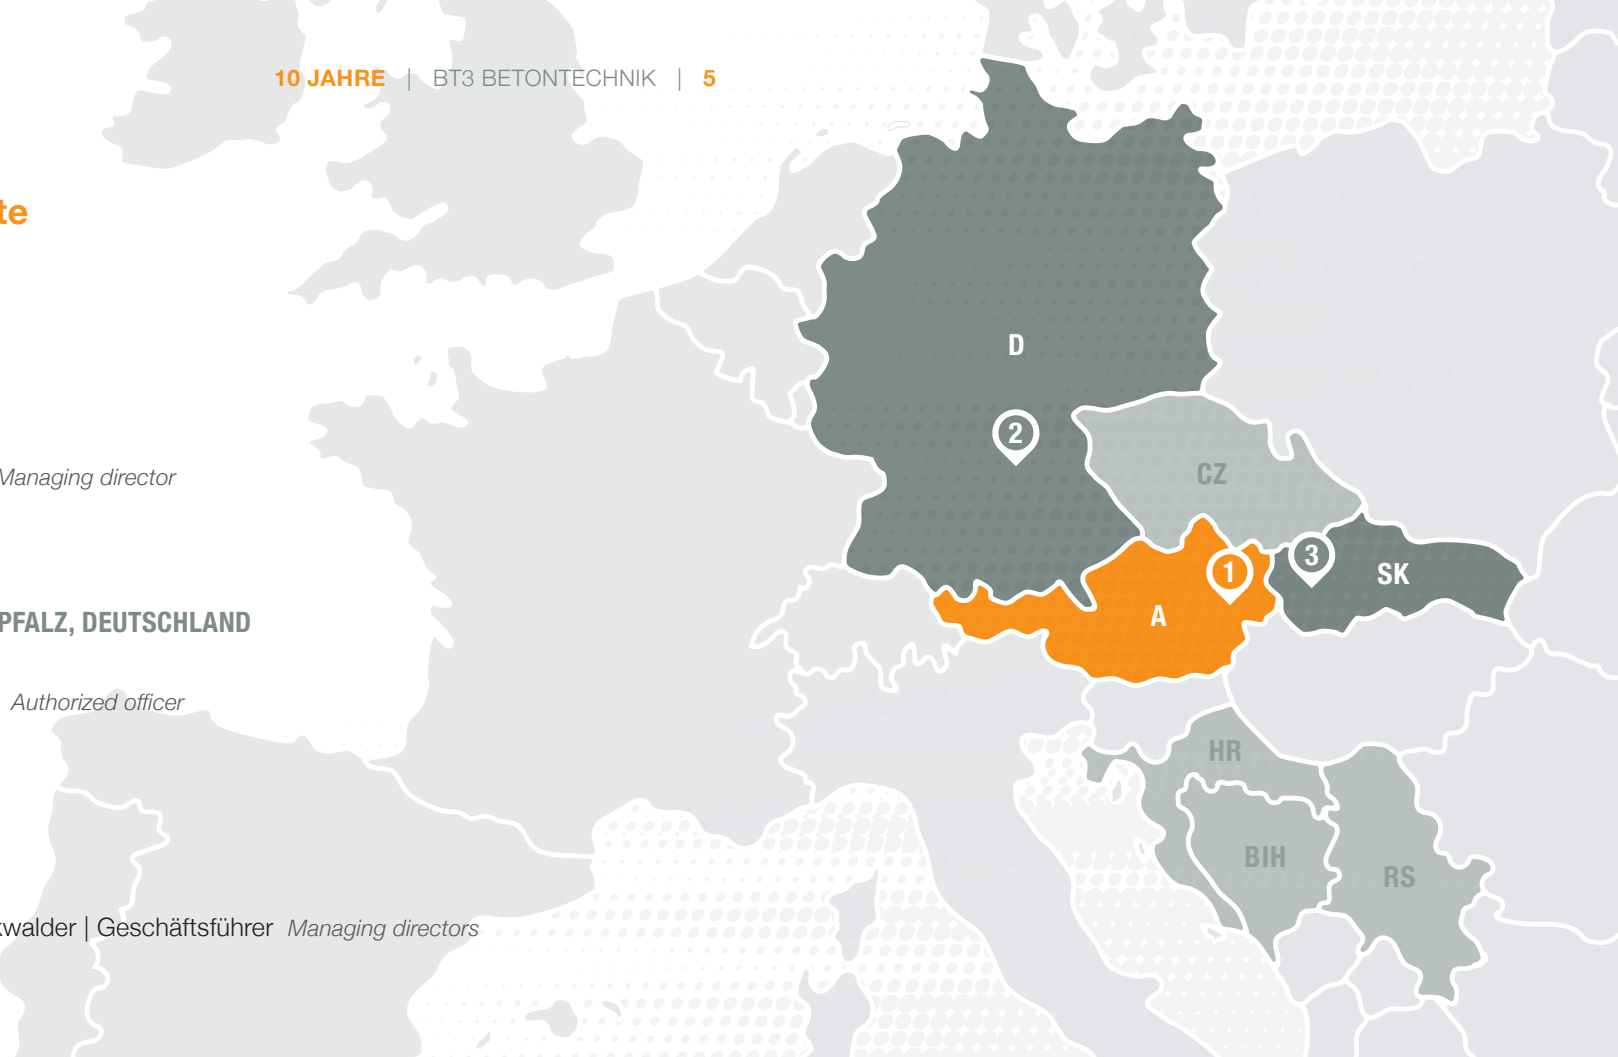 10 JAHRE | BT3 BETONTECHNIK | 5
te
Managing director
PFALZ, DEUTSCHLAND
Authorized officer
kwalder | Geschäftsführer Managing directors
D
2
CZ
1
3
SK
A
HR
BIH
RS